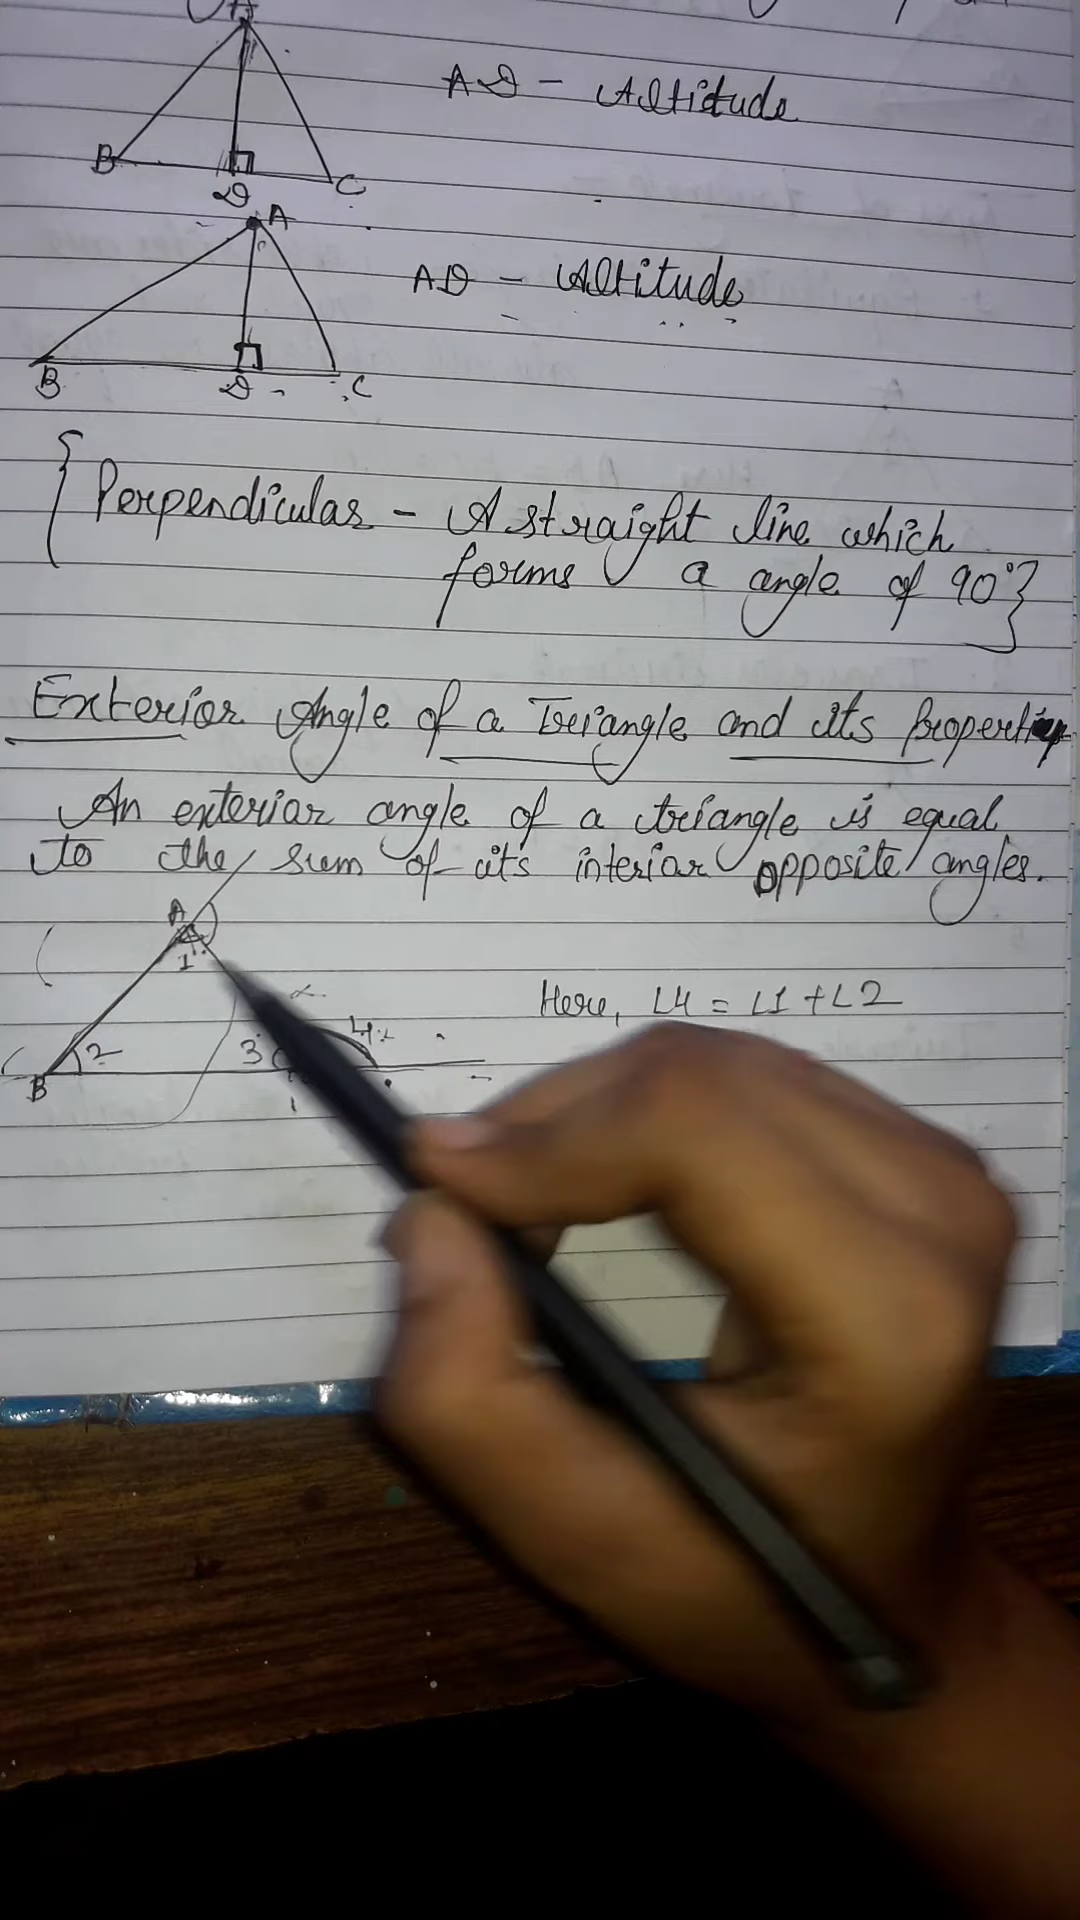 A
AD - Altitude
B
D
C
A
AD - Altitude
B
D
C
{ Perpendicular - A straight line which
forms a angle of 90° }
Exterior Angle of a Triangle and its
An exterior angle of a triangle is equal
to the sum of its interior opposite angles.
A
1
Here, ∠4 = ∠1 + ∠2
2
3
4
B